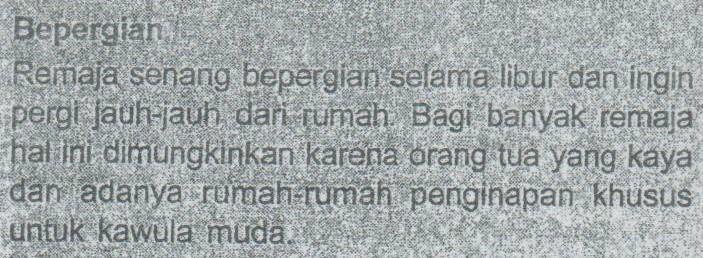 Bepergian
Remaja senang bepergian selama libur dan ingin
pergi jauh-jauh dari rumah. Bagi banyak remaja
hal ini dimungkinkan karena orang tua yang kaya
dan adanya rumah-rumah penginapan khusus
untuk kawula muda.